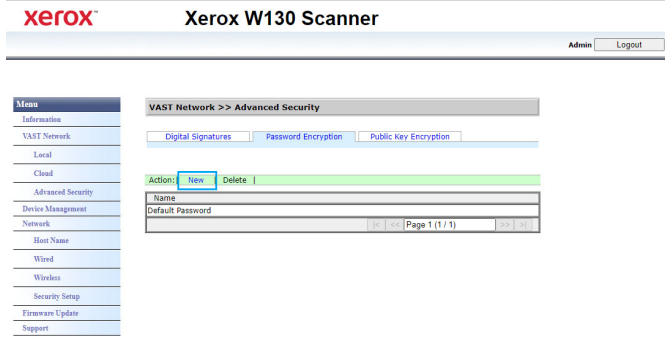 xerox™
Xerox W130 Scanner
Admin Logout
Menu
Information
VAST Network
Local
Cloud
Advanced Security
Device Management
Network
Host Name
Wired
Wireless
Security Setup
Firmware Update
Support
VAST Network >> Advanced Security
Digital Signatures Password Encryption Public Key Encryption
Action: | New | Delete |
Name
Default Password
|< << Page 1 (1 / 1) >> >|